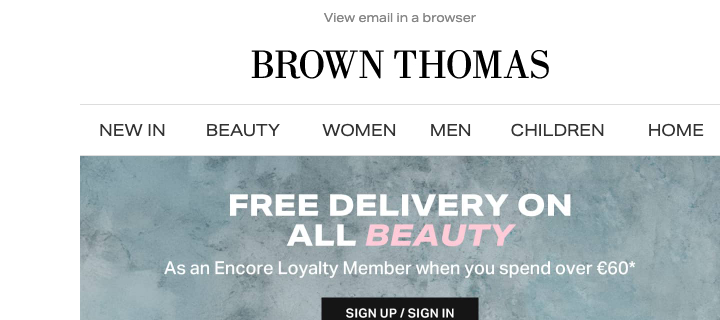 View email in a browser
BROWN THOMAS
NEW IN BEAUTY WOMEN MEN CHILDREN HOME
FREE DELIVERY ON
ALL BEAUTY
As an Encore Loyalty Member when you spend over €60*
SIGN UP / SIGN IN